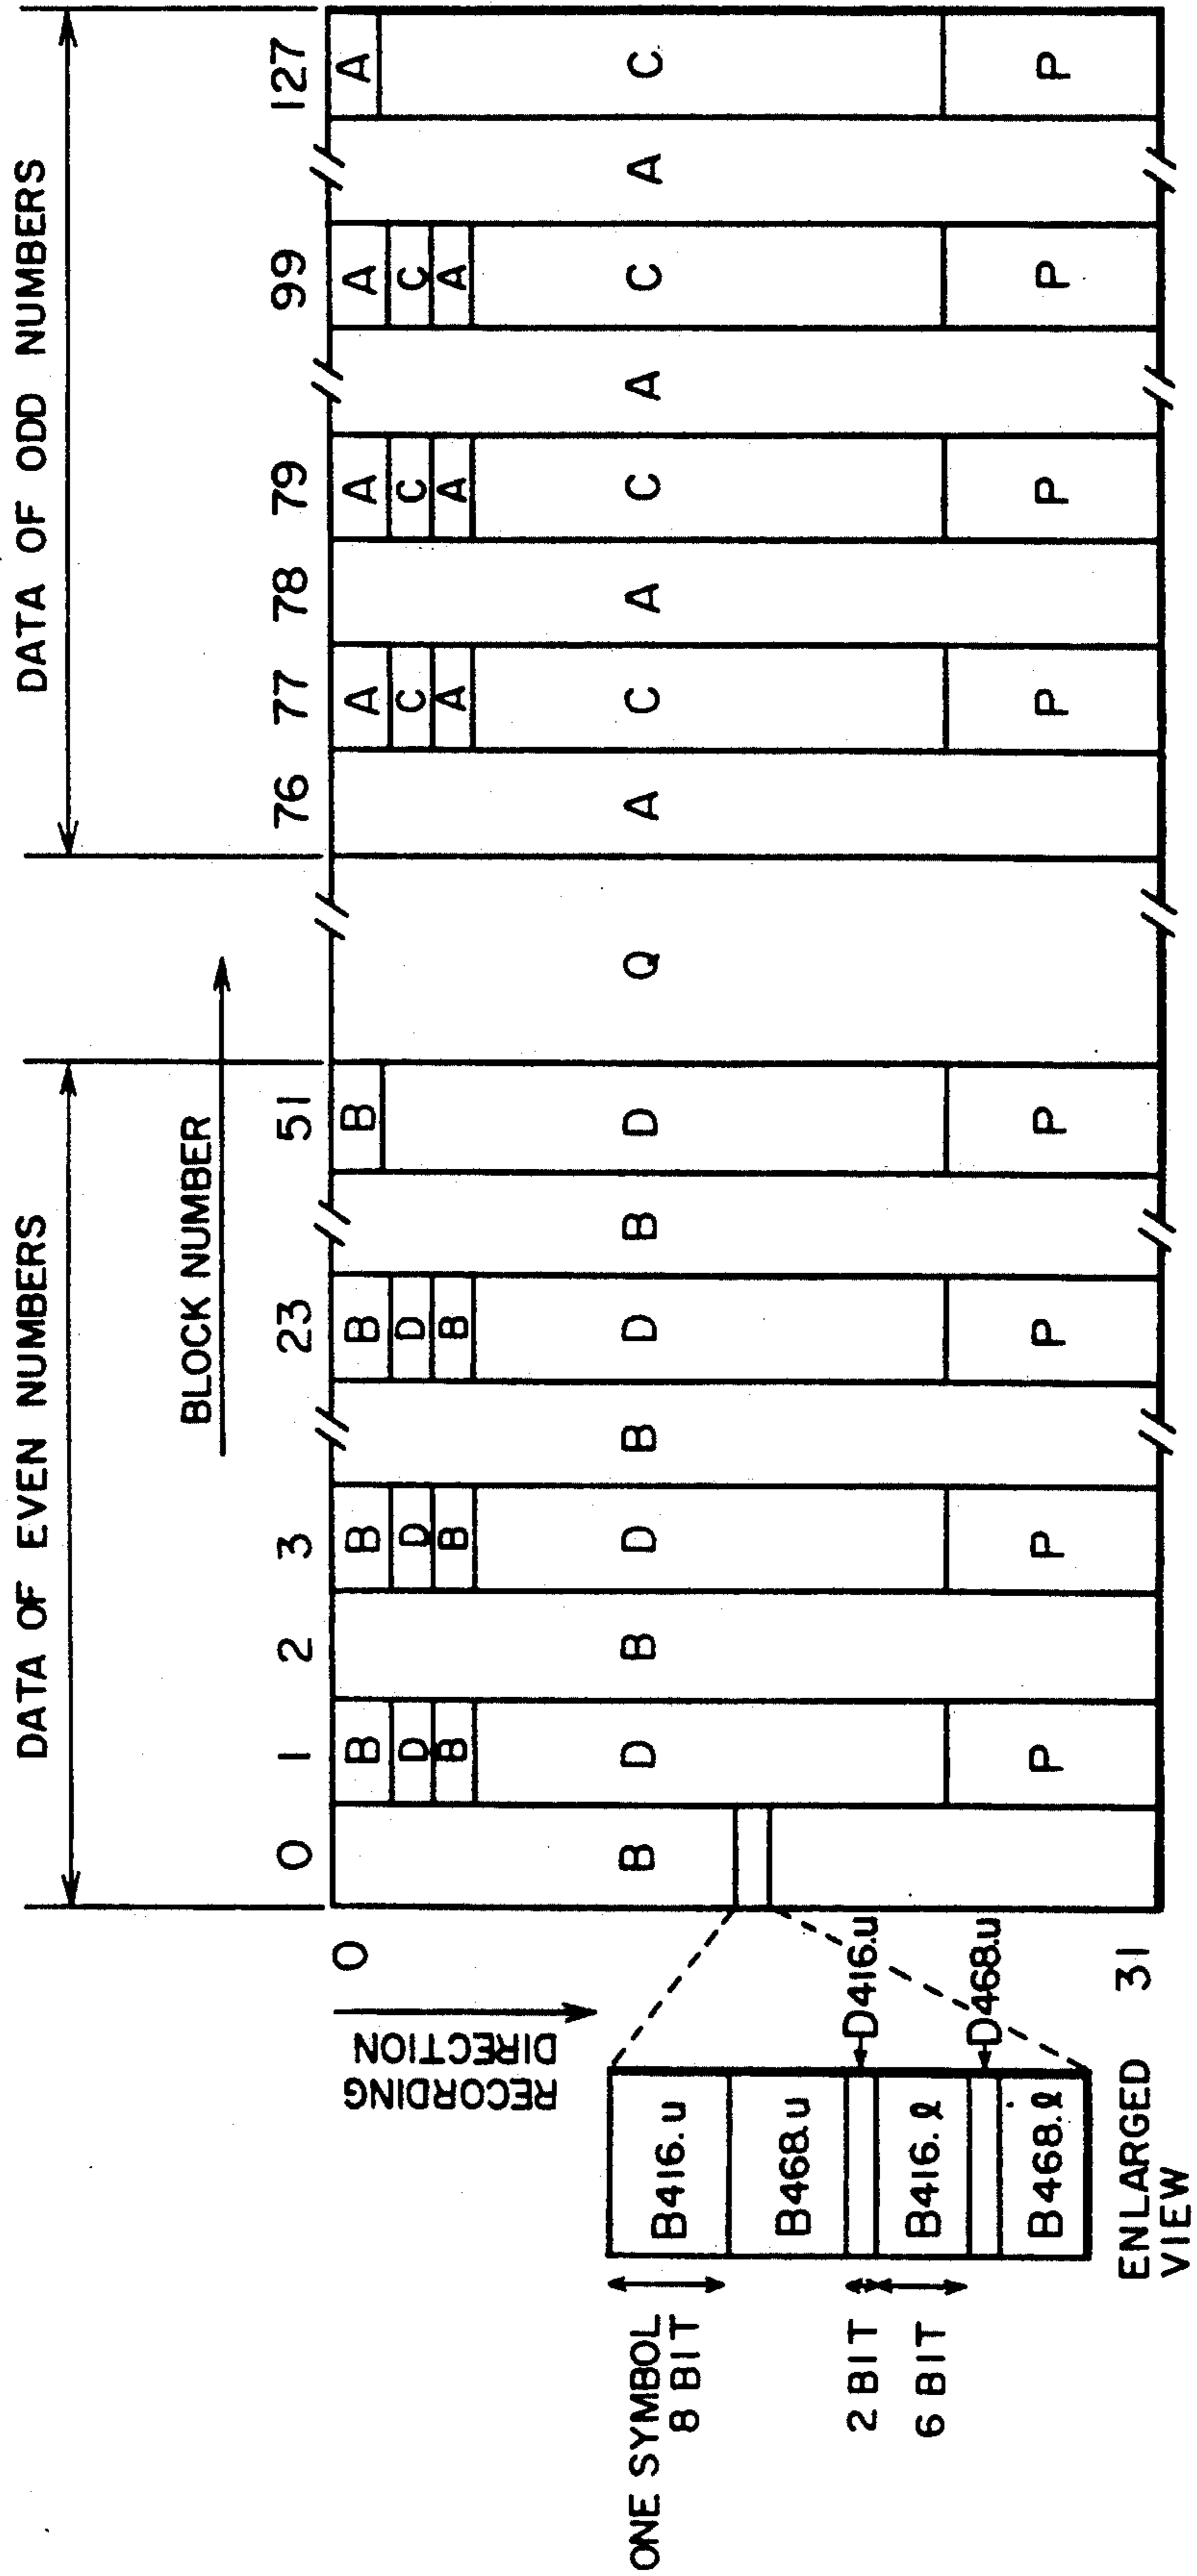 DATA OF EVEN NUMBERS
DATA OF ODD NUMBERS
BLOCK NUMBER
0 1 2 3 23 51 76 77 78 79 99 127
B B B B B B B A A A A A A A
D D D C C C
B B B A A A
B D B D B D B D Q A C A C A C A C
P P P P P P P P
RECORDING
DIRECTION
0
31
B416.u
B468.u
D416.u
B416.ℓ
D468.u
B468.ℓ
ONE SYMBOL
8 BIT
2 BIT
6 BIT
ENLARGED
VIEW